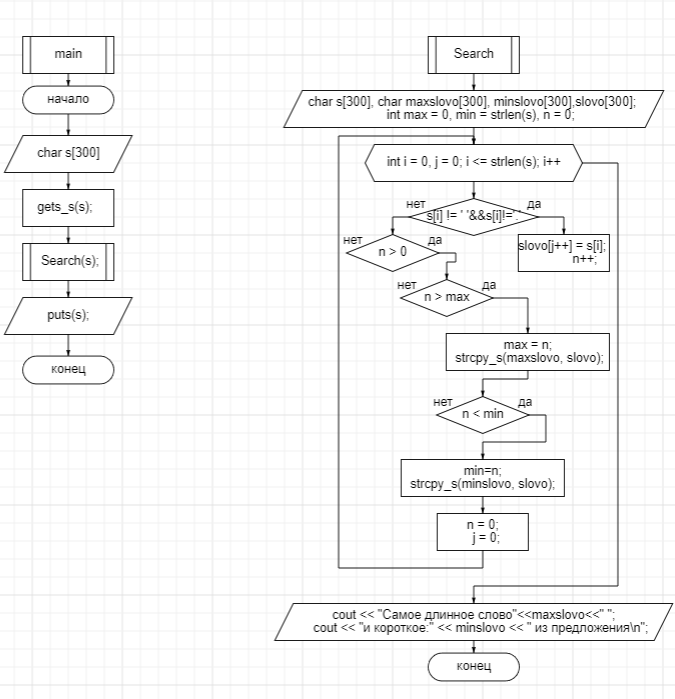 main
начало
char s[300]
gets_s(s);
Search(s);
puts(s);
конец
Search
char s[300], char maxslovo[300], minslovo[300],slovo[300];
int max = 0, min = strlen(s), n = 0;
int i = 0, j = 0; i <= strlen(s); i++
нет
да
s[i] != ' '&&s[i]!='.'
slovo[j++] = s[i];
n++;
нет
да
n > 0
нет
да
n > max
max = n;
strcpy_s(maxslovo, slovo);
нет
да
n < min
min=n;
strcpy_s(minslovo, slovo);
n = 0;
j = 0;
cout << "Самое длинное слово"<<maxslovo<<" ";
cout << "и короткое:" << minslovo << " из предложения\n";
конец